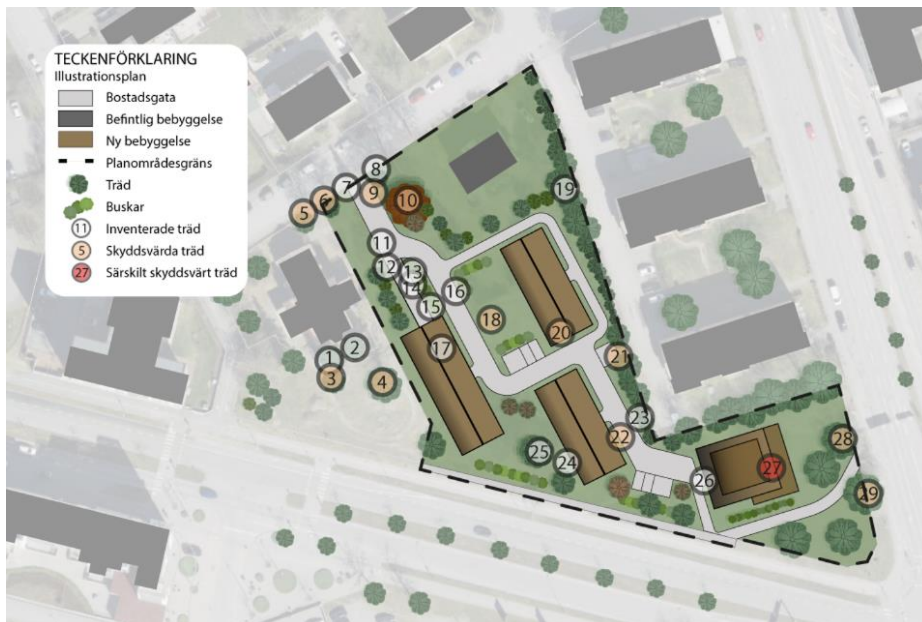 TECKENFÖRKLARING
Illustrationsplan
Bostadsgata
Befintlig bebyggelse
Ny bebyggelse
Planområdesgräns
Träd
Buskar
11 Inventerade träd
5 Skyddsvärda träd
27 Särskilt skyddsvärt träd
8
7
9
6
10
5
19
11
12
13
14
16
15
18
20
17
2
1
21
3
4
23
22
28
25
24
27
26
29